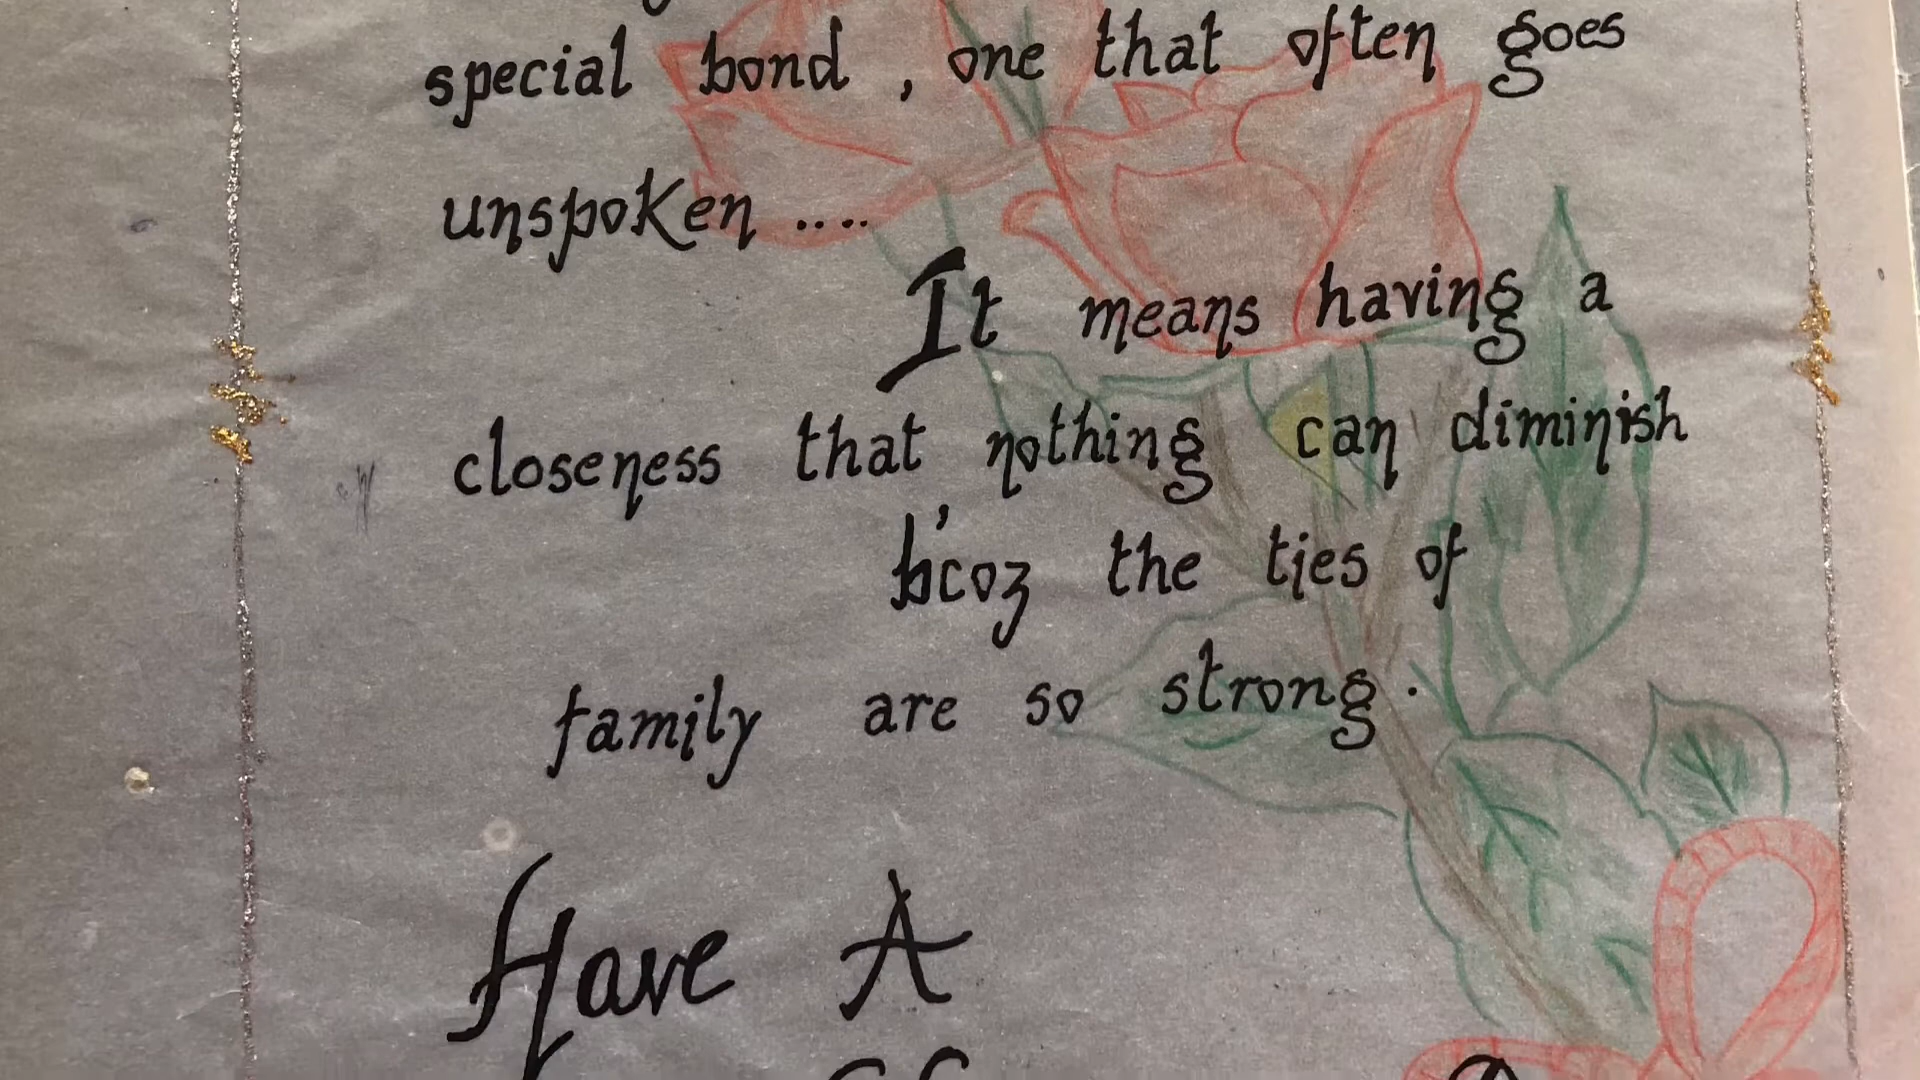 special bond , one that often goes
unspoken ....
It means having a
closeness that nothing can diminish
b'coz the ties of
family are so strong.
Have A